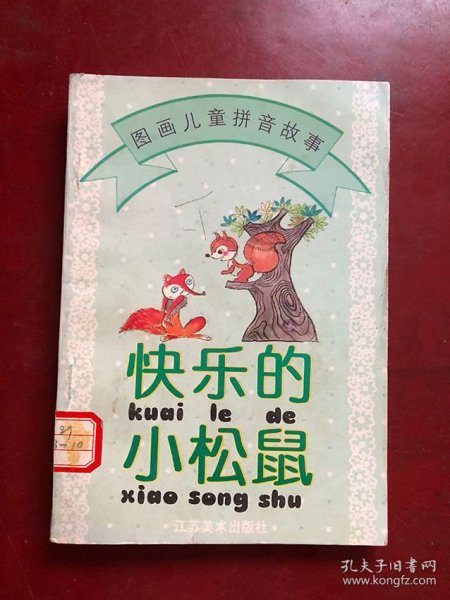 图画儿童拼音故事
快乐的
kuai le de
小松鼠
xiao song shu
江苏美术出版社
孔夫子旧书网
www.kongfz.com